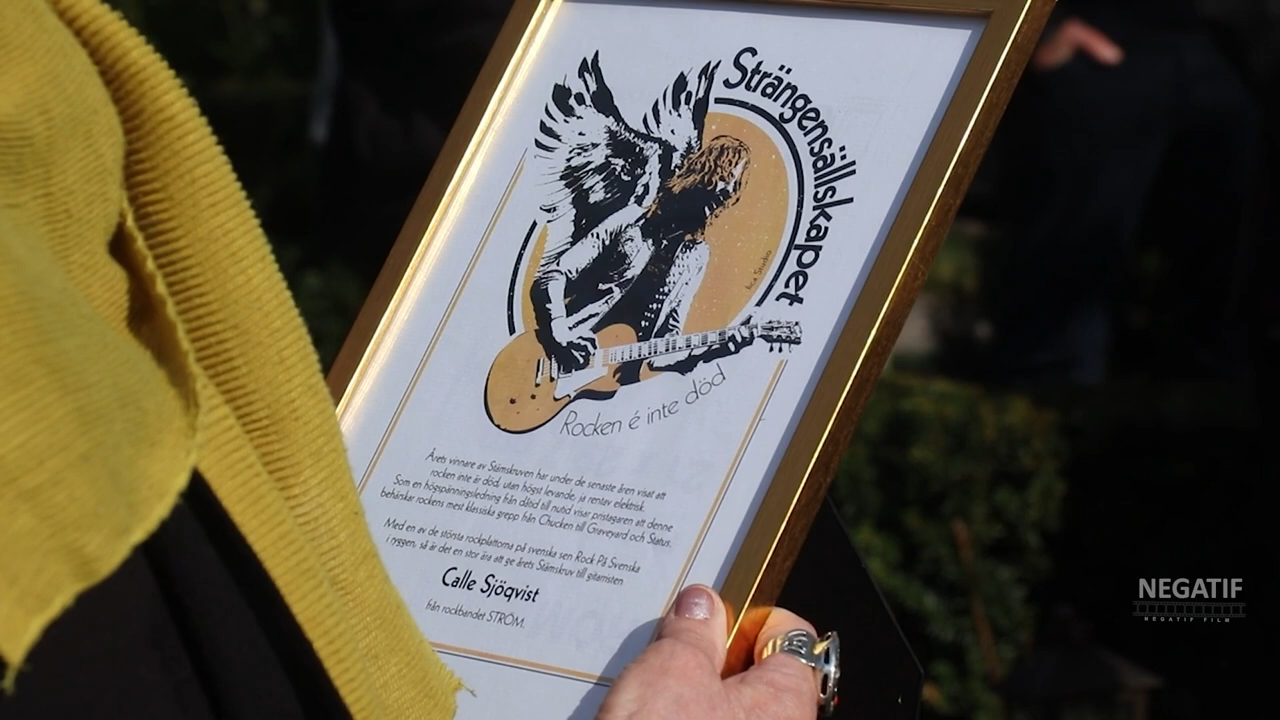 Strängensällskapet
lica Studio
Rocken é inte död
Årets vinnare av Stämskruven har under de senaste åren visat att
rocken inte är död, utan högst levande, ja rentav elektrisk.
Som en högspänningsledning från dåtid till nutid visar pristagaren att denne
behärskar rockens mest klassiska grepp från Chucken till Graveyard och Status.
Med en av de största rockplattorna på svenska sen Rock På Svenska
i ryggen, så är det en stor ära att ge årets Stämskruv till gitarristen
Calle Sjöqvist
från rockbandet STRÖM.
NEGATIF
NEGATIF FILM